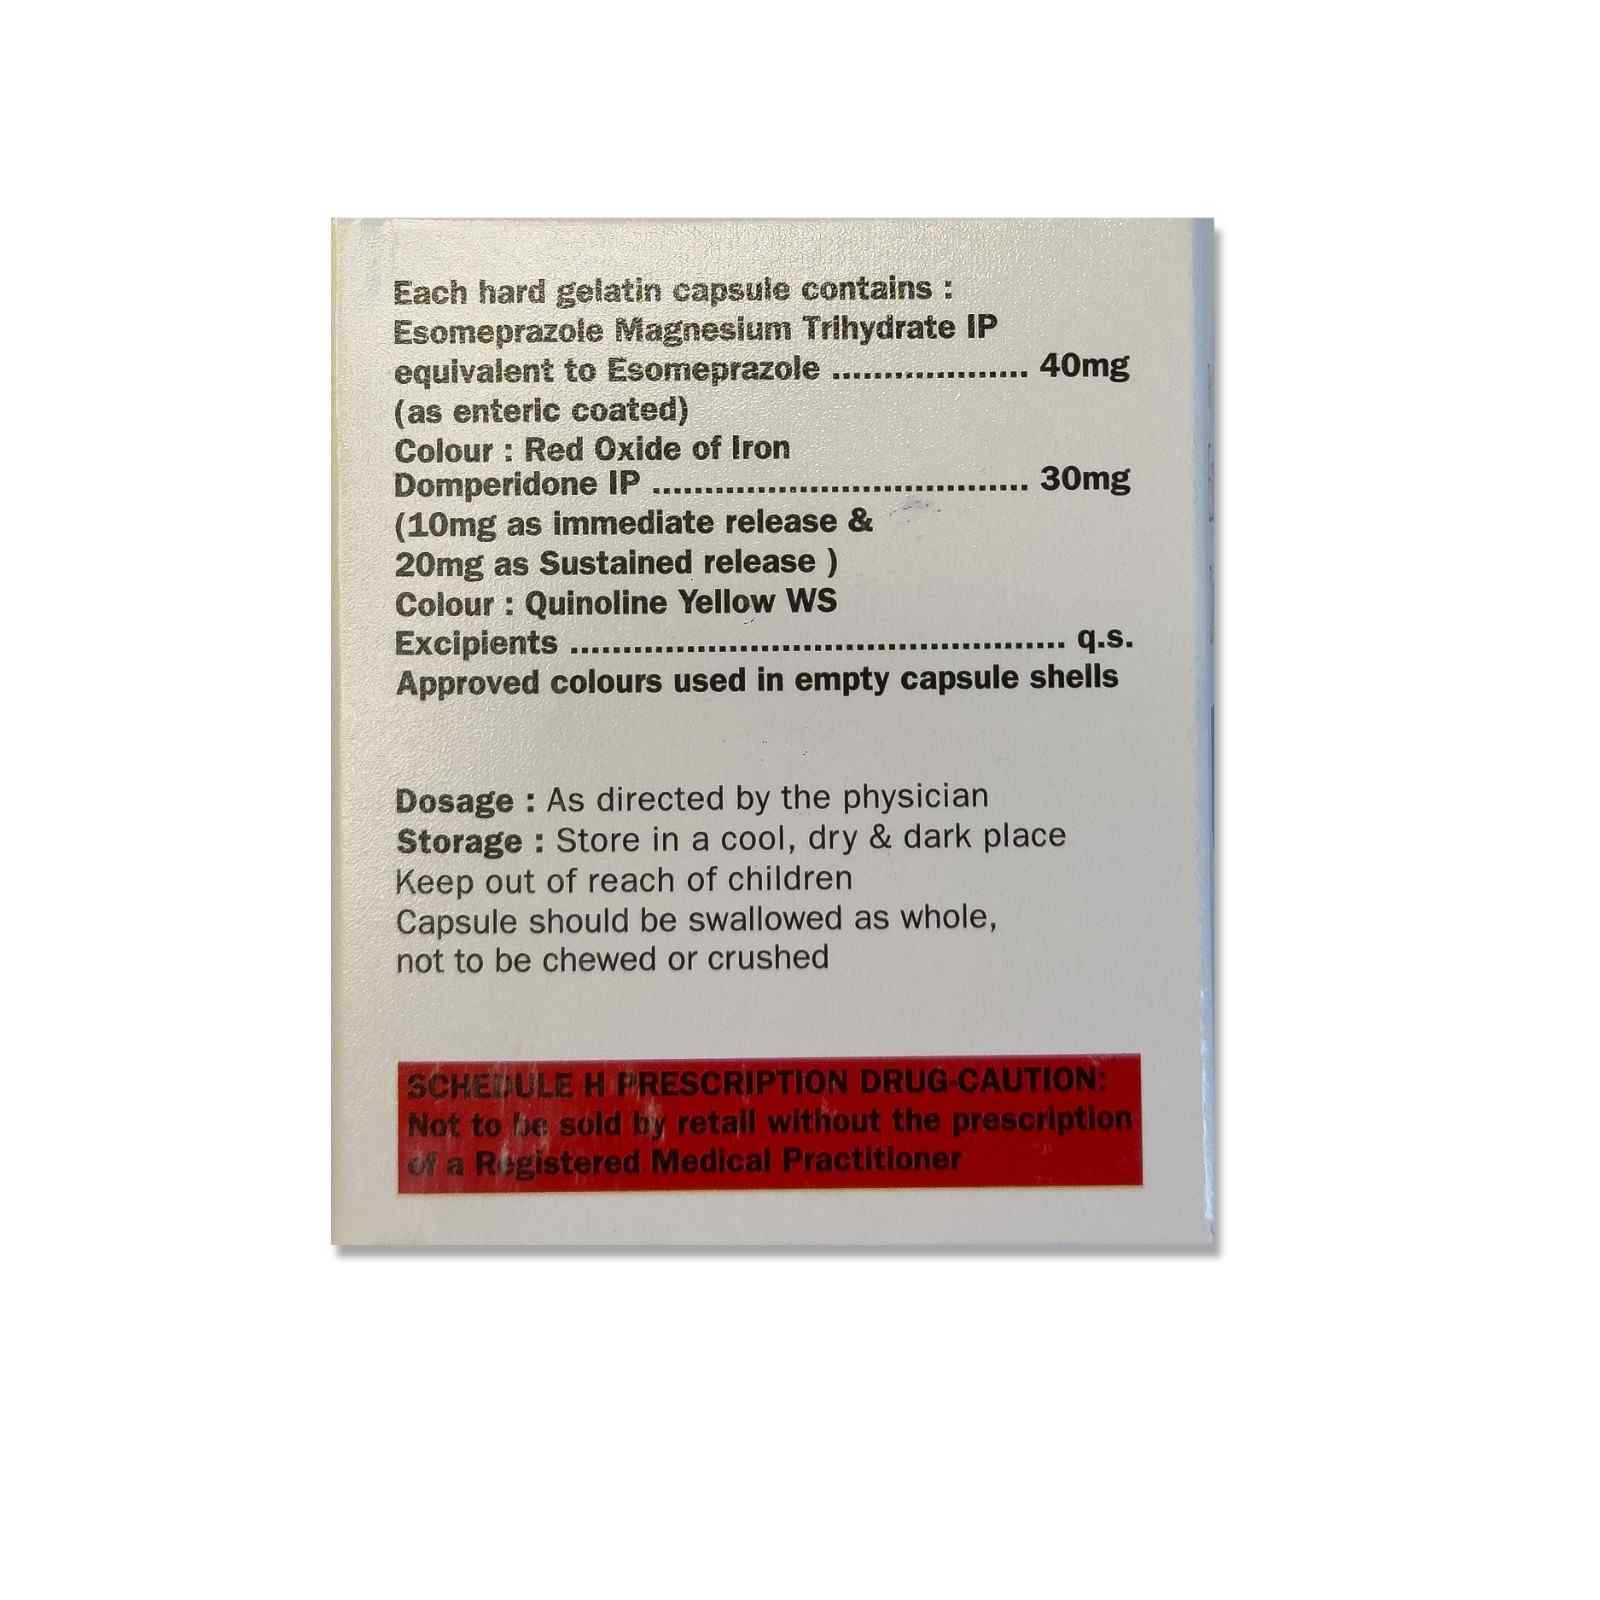 Each hard gelatin capsule contains :
Esomeprazole Magnesium Trihydrate IP
equivalent to Esomeprazole ................... 40mg
(as enteric coated)
Colour : Red Oxide of Iron
Domperidone IP .................................... 30mg
(10mg as immediate release &
20mg as Sustained release )
Colour : Quinoline Yellow WS
Excipients ............................................... q.s.
Approved colours used in empty capsule shells
Dosage : As directed by the physician
Storage : Store in a cool, dry & dark place
Keep out of reach of children
Capsule should be swallowed as whole,
not to be chewed or crushed
SCHEDULE H PRESCRIPTION DRUG-CAUTION:
Not to be sold by retail without the prescription
of a Registered Medical Practitioner